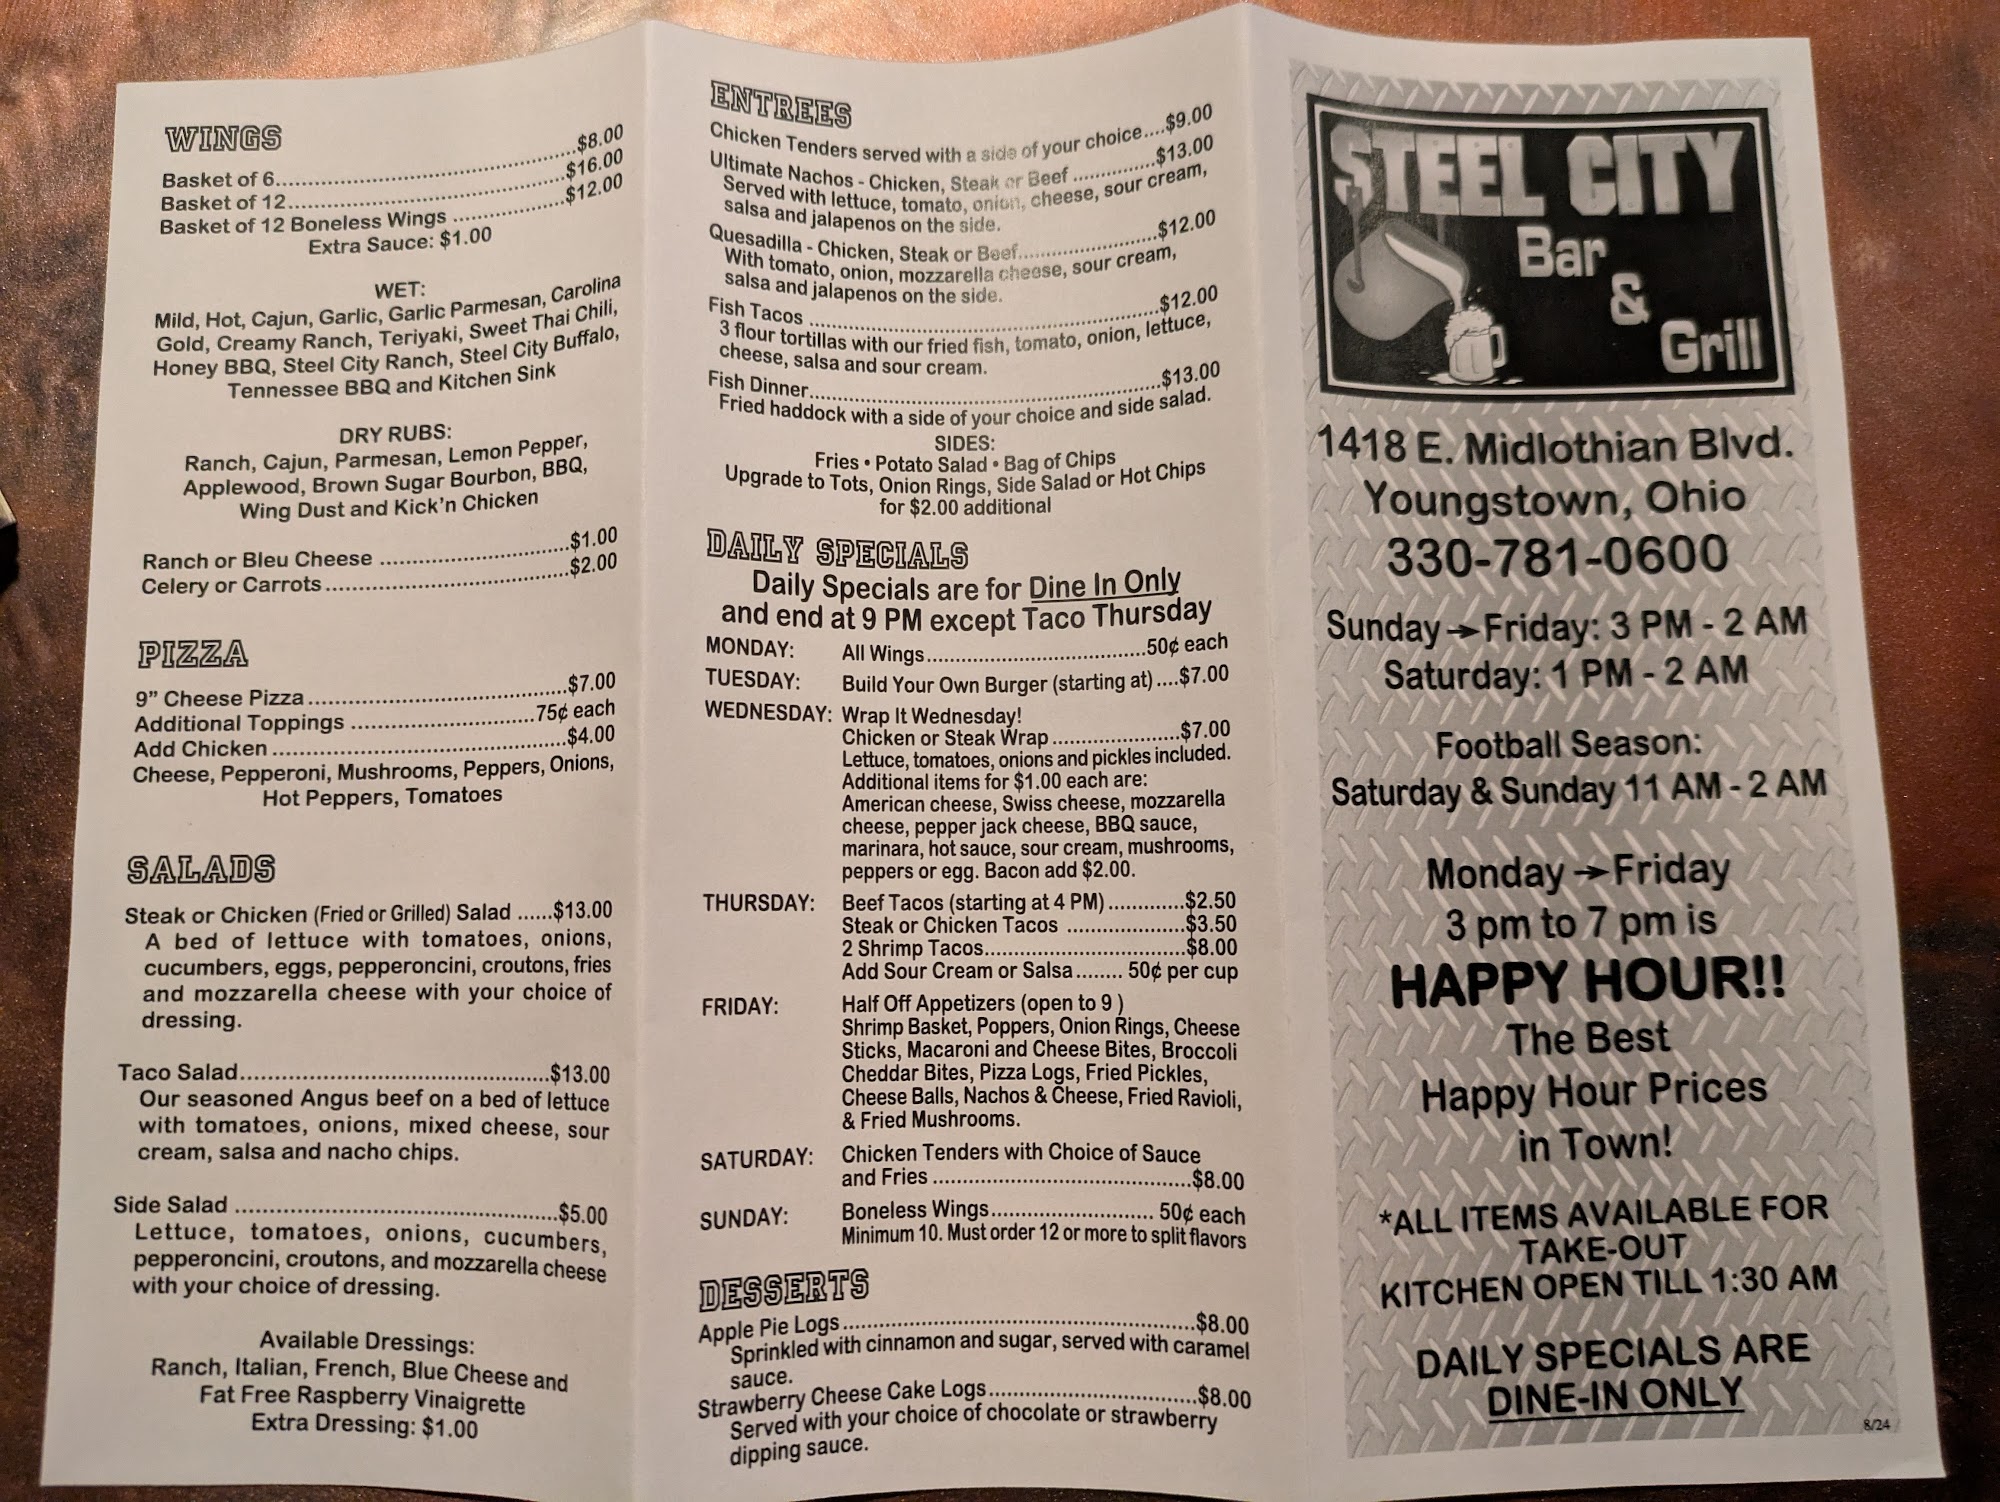 WINGS
Basket of 6....$8.00
Basket of 12....$16.00
Basket of 12 Boneless Wings ....$12.00
Extra Sauce: $1.00
WET:
Mild, Hot, Cajun, Garlic, Garlic Parmesan, Carolina
Gold, Creamy Ranch, Teriyaki, Sweet Thai Chili,
Honey BBQ, Steel City Ranch, Steel City Buffalo,
Tennessee BBQ and Kitchen Sink
DRY RUBS:
Ranch, Cajun, Parmesan, Lemon Pepper,
Applewood, Brown Sugar Bourbon, BBQ,
Wing Dust and Kick'n Chicken
Ranch or Bleu Cheese ....$1.00
Celery or Carrots....$2.00
PIZZA
9” Cheese Pizza....$7.00
Additional Toppings ....75¢ each
Add Chicken ....$4.00
Cheese, Pepperoni, Mushrooms, Peppers, Onions,
Hot Peppers, Tomatoes
SALADS
Steak or Chicken (Fried or Grilled) Salad ......$13.00
A bed of lettuce with tomatoes, onions,
cucumbers, eggs, pepperoncini, croutons, fries
and mozzarella cheese with your choice of
dressing.
Taco Salad....$13.00
Our seasoned Angus beef on a bed of lettuce
with tomatoes, onions, mixed cheese, sour
cream, salsa and nacho chips.
Side Salad ....$5.00
Lettuce, tomatoes, onions, cucumbers,
pepperoncini, croutons, and mozzarella cheese
with your choice of dressing.
Available Dressings:
Ranch, Italian, French, Blue Cheese and
Fat Free Raspberry Vinaigrette
Extra Dressing: $1.00
ENTREES
Chicken Tenders served with a side of your choice....$9.00
Ultimate Nachos - Chicken, Steak or Beef ....$13.00
Served with lettuce, tomato, onion, cheese, sour cream,
salsa and jalapenos on the side.
Quesadilla - Chicken, Steak or Beef....$12.00
With tomato, onion, mozzarella cheese, sour cream,
salsa and jalapenos on the side.
Fish Tacos ....$12.00
3 flour tortillas with our fried fish, tomato, onion, lettuce,
cheese, salsa and sour cream.
Fish Dinner....$13.00
Fried haddock with a side of your choice and side salad.
SIDES:
Fries • Potato Salad • Bag of Chips
Upgrade to Tots, Onion Rings, Side Salad or Hot Chips
for $2.00 additional
DAILY SPECIALS
Daily Specials are for Dine In Only
and end at 9 PM except Taco Thursday
MONDAY: All Wings....50¢ each
TUESDAY: Build Your Own Burger (starting at)....$7.00
WEDNESDAY: Wrap It Wednesday!
Chicken or Steak Wrap....$7.00
Lettuce, tomatoes, onions and pickles included.
Additional items for $1.00 each are:
American cheese, Swiss cheese, mozzarella
cheese, pepper jack cheese, BBQ sauce,
marinara, hot sauce, sour cream, mushrooms,
peppers or egg. Bacon add $2.00.
THURSDAY: Beef Tacos (starting at 4 PM)....$2.50
Steak or Chicken Tacos ....$3.50
2 Shrimp Tacos....$8.00
Add Sour Cream or Salsa........ 50¢ per cup
FRIDAY: Half Off Appetizers (open to 9 )
Shrimp Basket, Poppers, Onion Rings, Cheese
Sticks, Macaroni and Cheese Bites, Broccoli
Cheddar Bites, Pizza Logs, Fried Pickles,
Cheese Balls, Nachos & Cheese, Fried Ravioli,
& Fried Mushrooms.
SATURDAY: Chicken Tenders with Choice of Sauce
and Fries ....$8.00
SUNDAY: Boneless Wings.... 50¢ each
Minimum 10. Must order 12 or more to split flavors
DESSERTS
Apple Pie Logs....$8.00
Sprinkled with cinnamon and sugar, served with caramel
sauce.
Strawberry Cheese Cake Logs....$8.00
Served with your choice of chocolate or strawberry
dipping sauce.
STEEL CITY
Bar
&
Grill
1418 E. Midlothian Blvd.
Youngstown, Ohio
330-781-0600
Sunday→Friday: 3 PM - 2 AM
Saturday: 1 PM - 2 AM
Football Season:
Saturday & Sunday 11 AM - 2 AM
Monday→Friday
3 pm to 7 pm is
HAPPY HOUR!!
The Best
Happy Hour Prices
in Town!
*ALL ITEMS AVAILABLE FOR
TAKE-OUT
KITCHEN OPEN TILL 1:30 AM
DAILY SPECIALS ARE
DINE-IN ONLY
8/24